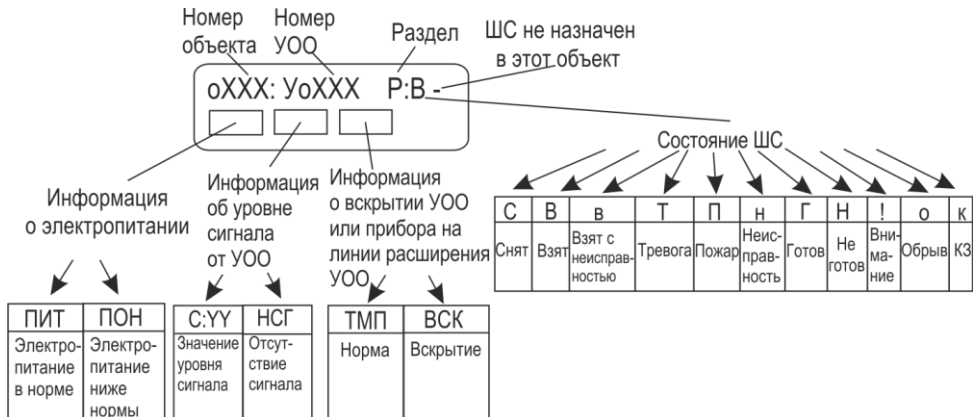 Номер
объекта
Номер
УОО
Раздел
ШС не назначен
в этот объект
оХХХ: УоХХХ Р:В -
Состояние ШС
Информация
о электропитании
Информация
об уровне
сигнала
от УОО
Информация
о вскрытии УОО
или прибора на
линии расширения
УОО
С В в Т П н Г Н ! о к
Снят
Взят
Взят с
неисправ-
ностью
Тревога
Пожар
Неис-
прав-
ность
Готов
Не
готов
Вни-
ма-
ние
Обрыв
КЗ
ПИТ ПОН
Электро-
питание
в норме
Электро-
питание
ниже
нормы
С:YY НСГ
Значение
уровня
сигнала
Отсут-
ствие
сигнала
ТМП ВСК
Норма
Вскрытие